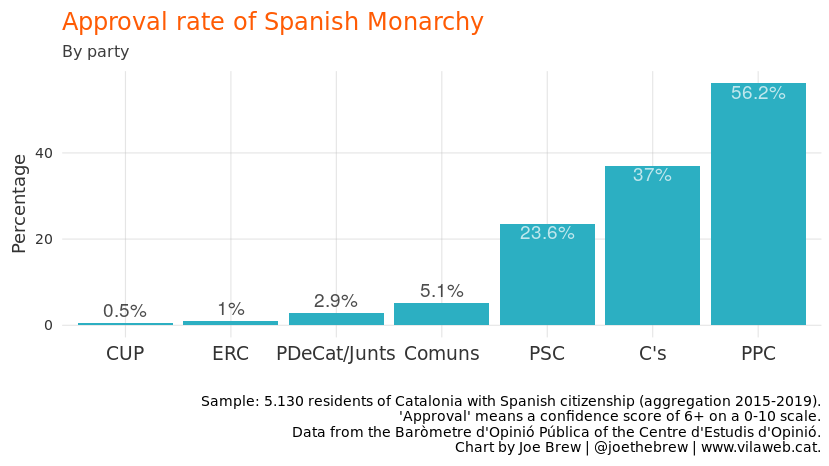 Approval rate of Spanish Monarchy
By party
Percentage
40
20
0
0.5%
1%
2.9%
5.1%
23.6%
37%
56.2%
CUP ERC PDeCat/Junts Comuns PSC C's PPC
Sample: 5.130 residents of Catalonia with Spanish citizenship (aggregation 2015-2019).
'Approval' means a confidence score of 6+ on a 0-10 scale.
Data from the Baròmetre d'Opinió Pública of the Centre d'Estudis d'Opinió.
Chart by Joe Brew | @joethebrew | www.vilaweb.cat.